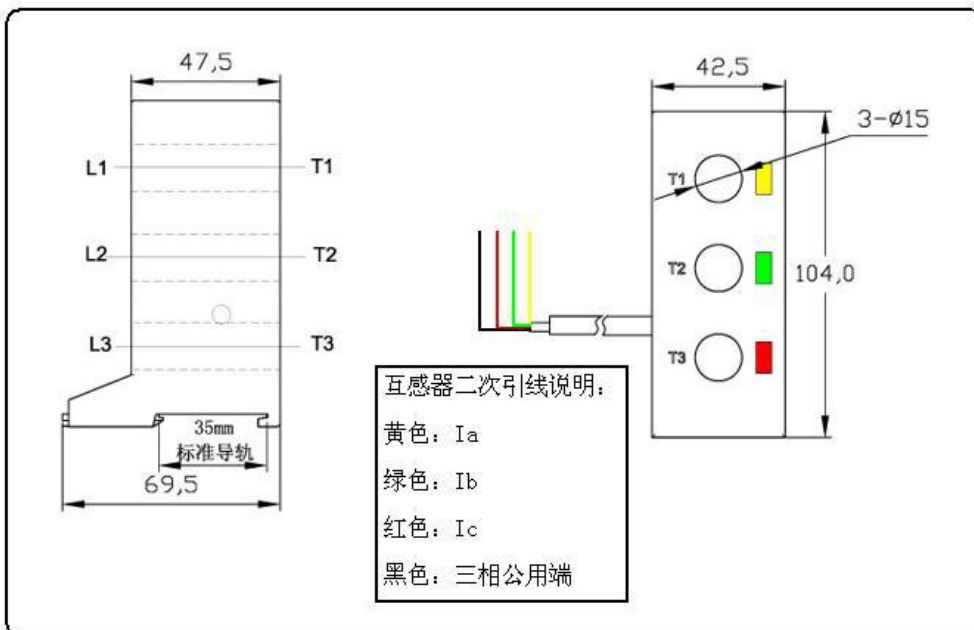 47,5
L1
T1
L2
T2
L3
T3
35mm
标准导轨
69,5
42,5
3-Ø15
T1
T2
T3
104,0
互感器二次引线说明：
黄色：Ia
绿色：Ib
红色：Ic
黑色：三相公用端